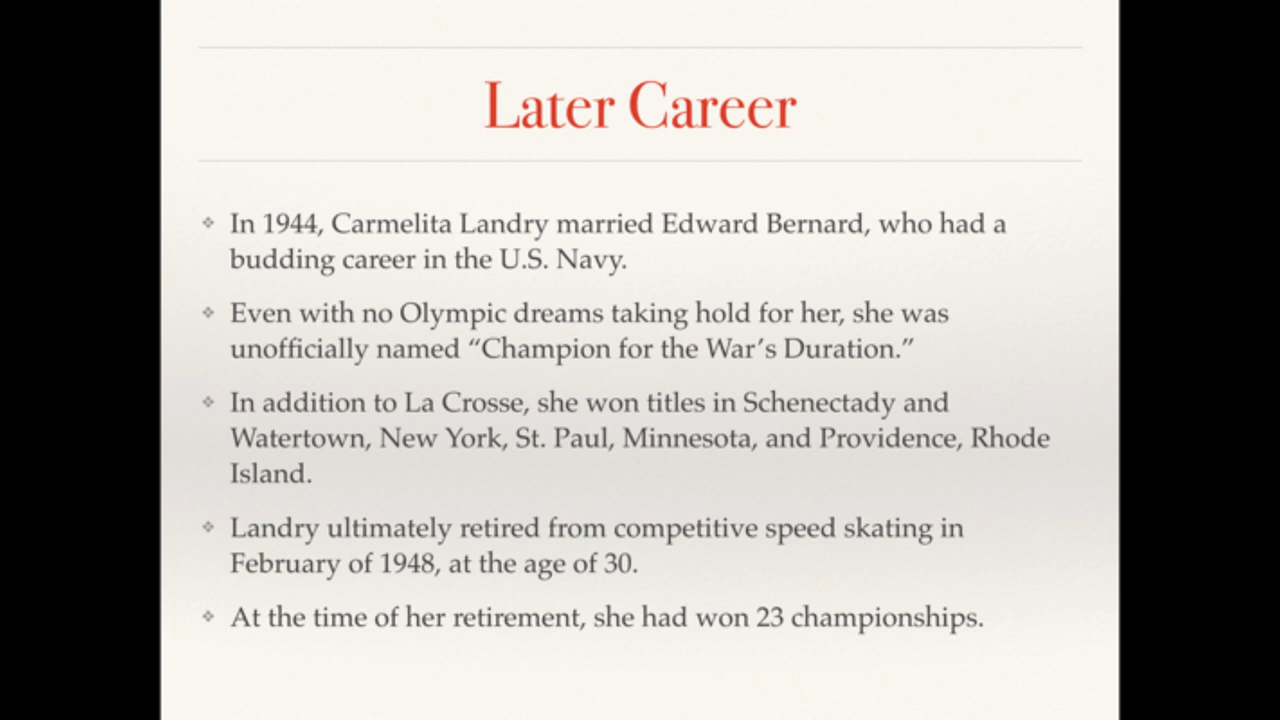 Later Career
❖ In 1944, Carmelita Landry married Edward Bernard, who had a
budding career in the U.S. Navy.
❖ Even with no Olympic dreams taking hold for her, she was
unofficially named “Champion for the War’s Duration.”
❖ In addition to La Crosse, she won titles in Schenectady and
Watertown, New York, St. Paul, Minnesota, and Providence, Rhode
Island.
❖ Landry ultimately retired from competitive speed skating in
February of 1948, at the age of 30.
❖ At the time of her retirement, she had won 23 championships.